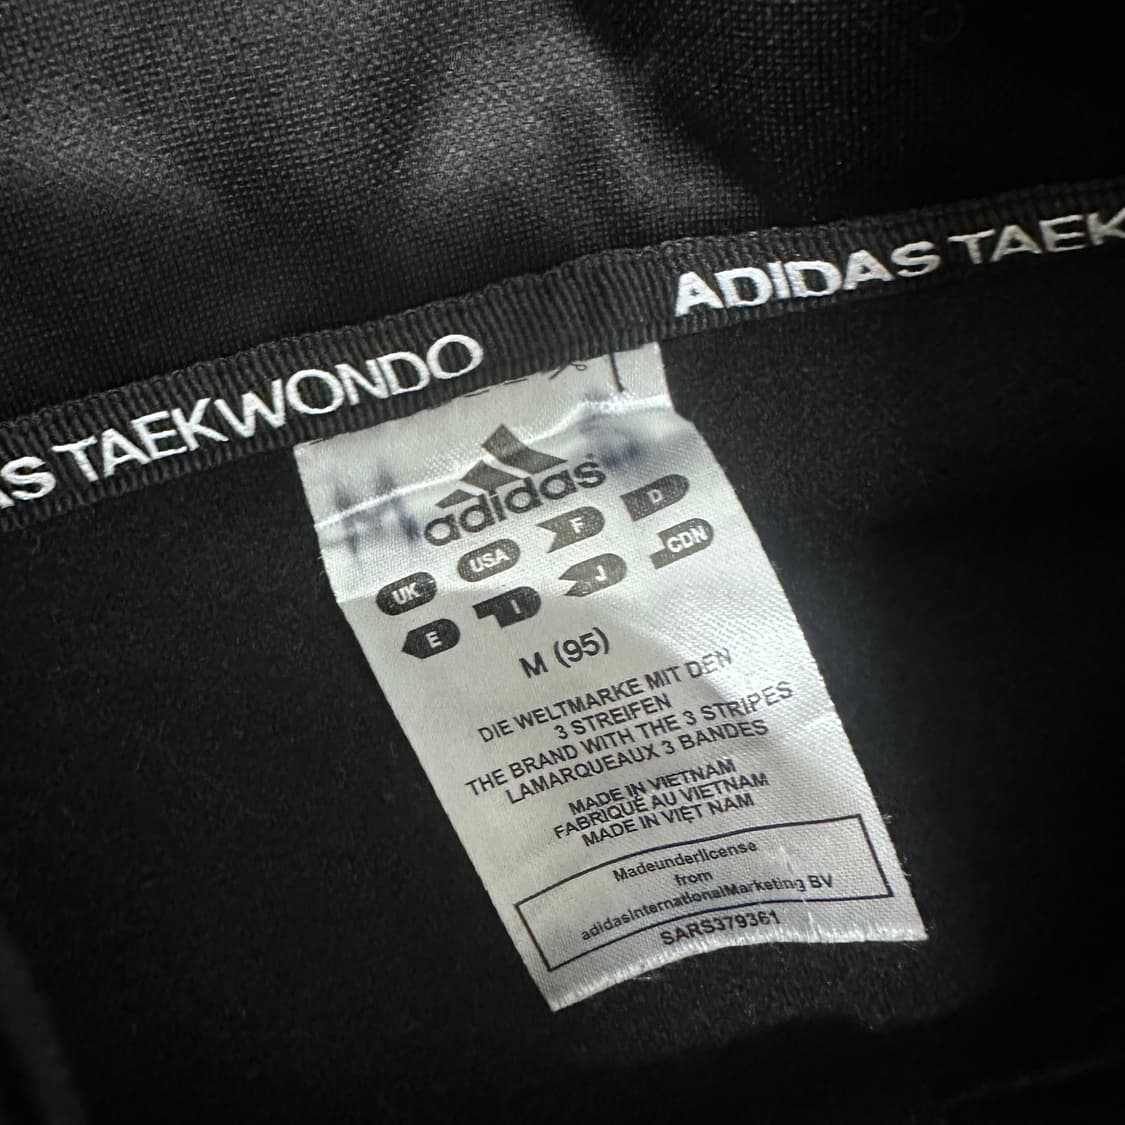 AS TAEKWONDO
ADIDAS TAEK
adidas
UK USA F D
E I J CDN
M (95)
DIE WELTMARKE MIT DEN
3 STREIFEN
THE BRAND WITH THE 3 STRIPES
LAMARQUEAUX 3 BANDES
MADE IN VIETNAM
FABRIQUÉ AU VIETNAM
MADE IN VIỆT NAM
Madeunderlicense
from
adidasInternationalMarketing BV
SARS379361